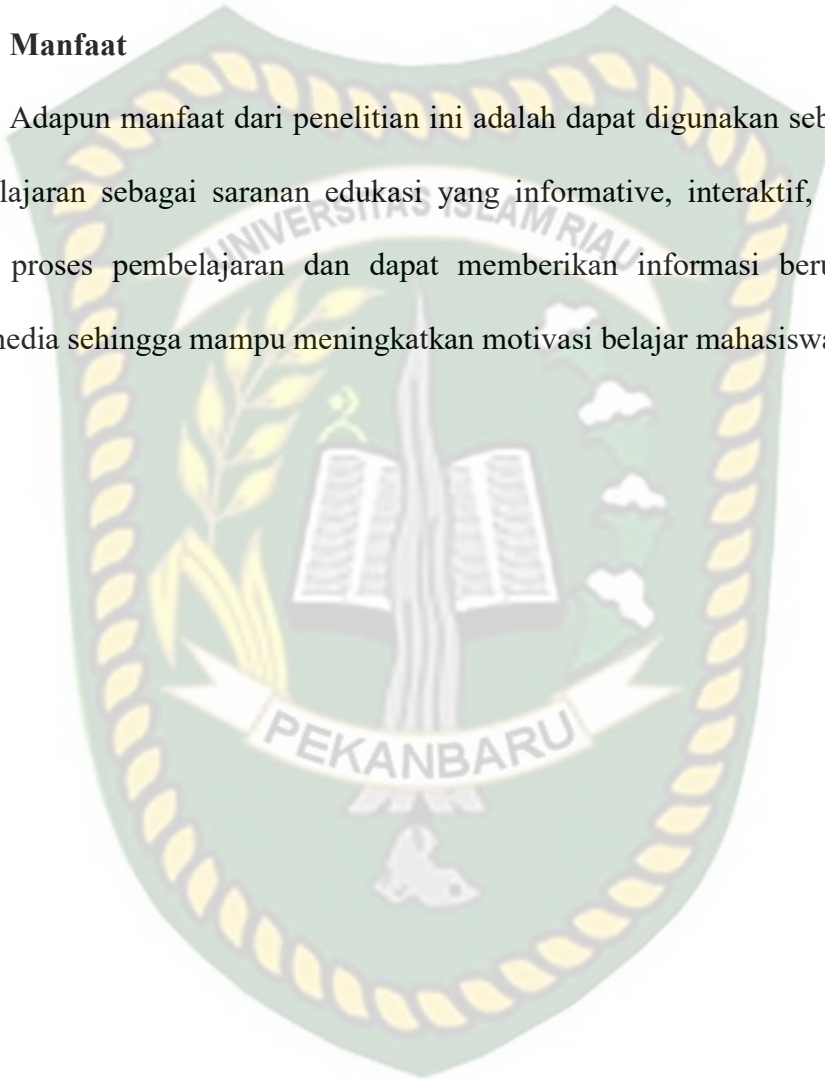 Manfaat
Adapun manfaat dari penelitian ini adalah dapat digunakan seb
lajaran sebagai saranan edukasi yang informative, interaktif,
proses pembelajaran dan dapat memberikan informasi beru
media sehingga mampu meningkatkan motivasi belajar mahasiswa
UNIVERSITAS ISLAM RIAU
PEKANBARU